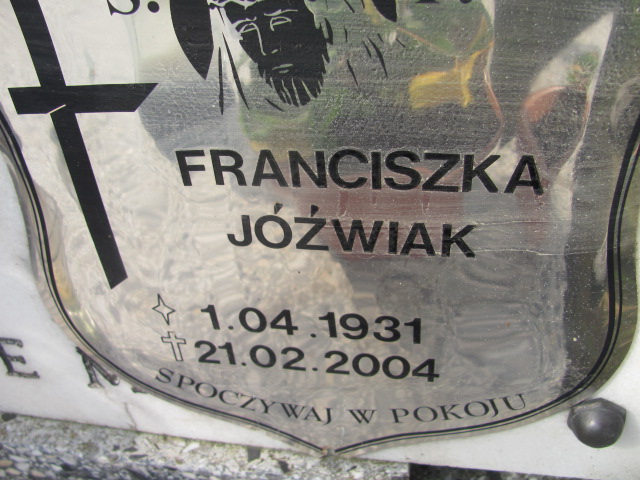 Ś. P.
FRANCISZKA
JÓŹWIAK
1.04.1931
21.02.2004
SPOCZYWAJ W POKOJU